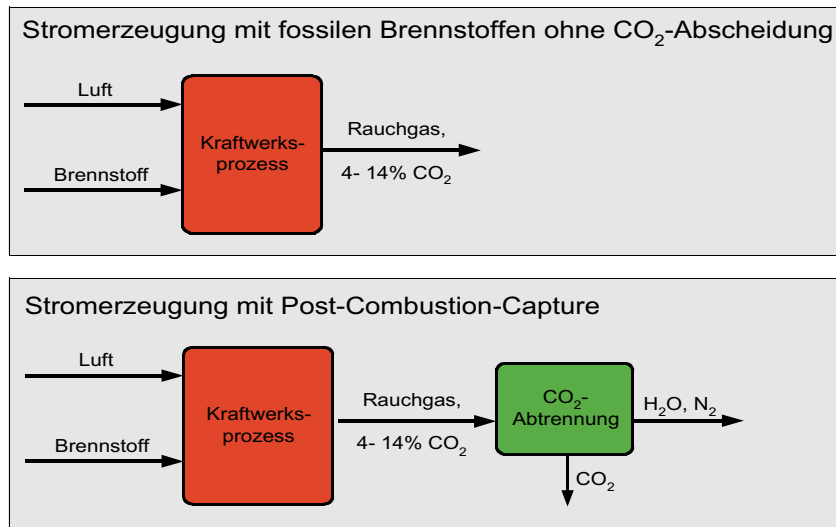 Stromerzeugung mit fossilen Brennstoffen ohne CO₂-Abscheidung
Luft
Brennstoff
Kraftwerks-
prozess
Rauchgas,
4- 14% CO₂
Stromerzeugung mit Post-Combustion-Capture
Luft
Brennstoff
Kraftwerks-
prozess
Rauchgas,
4- 14% CO₂
CO₂-
Abtrennung
H₂O, N₂
CO₂